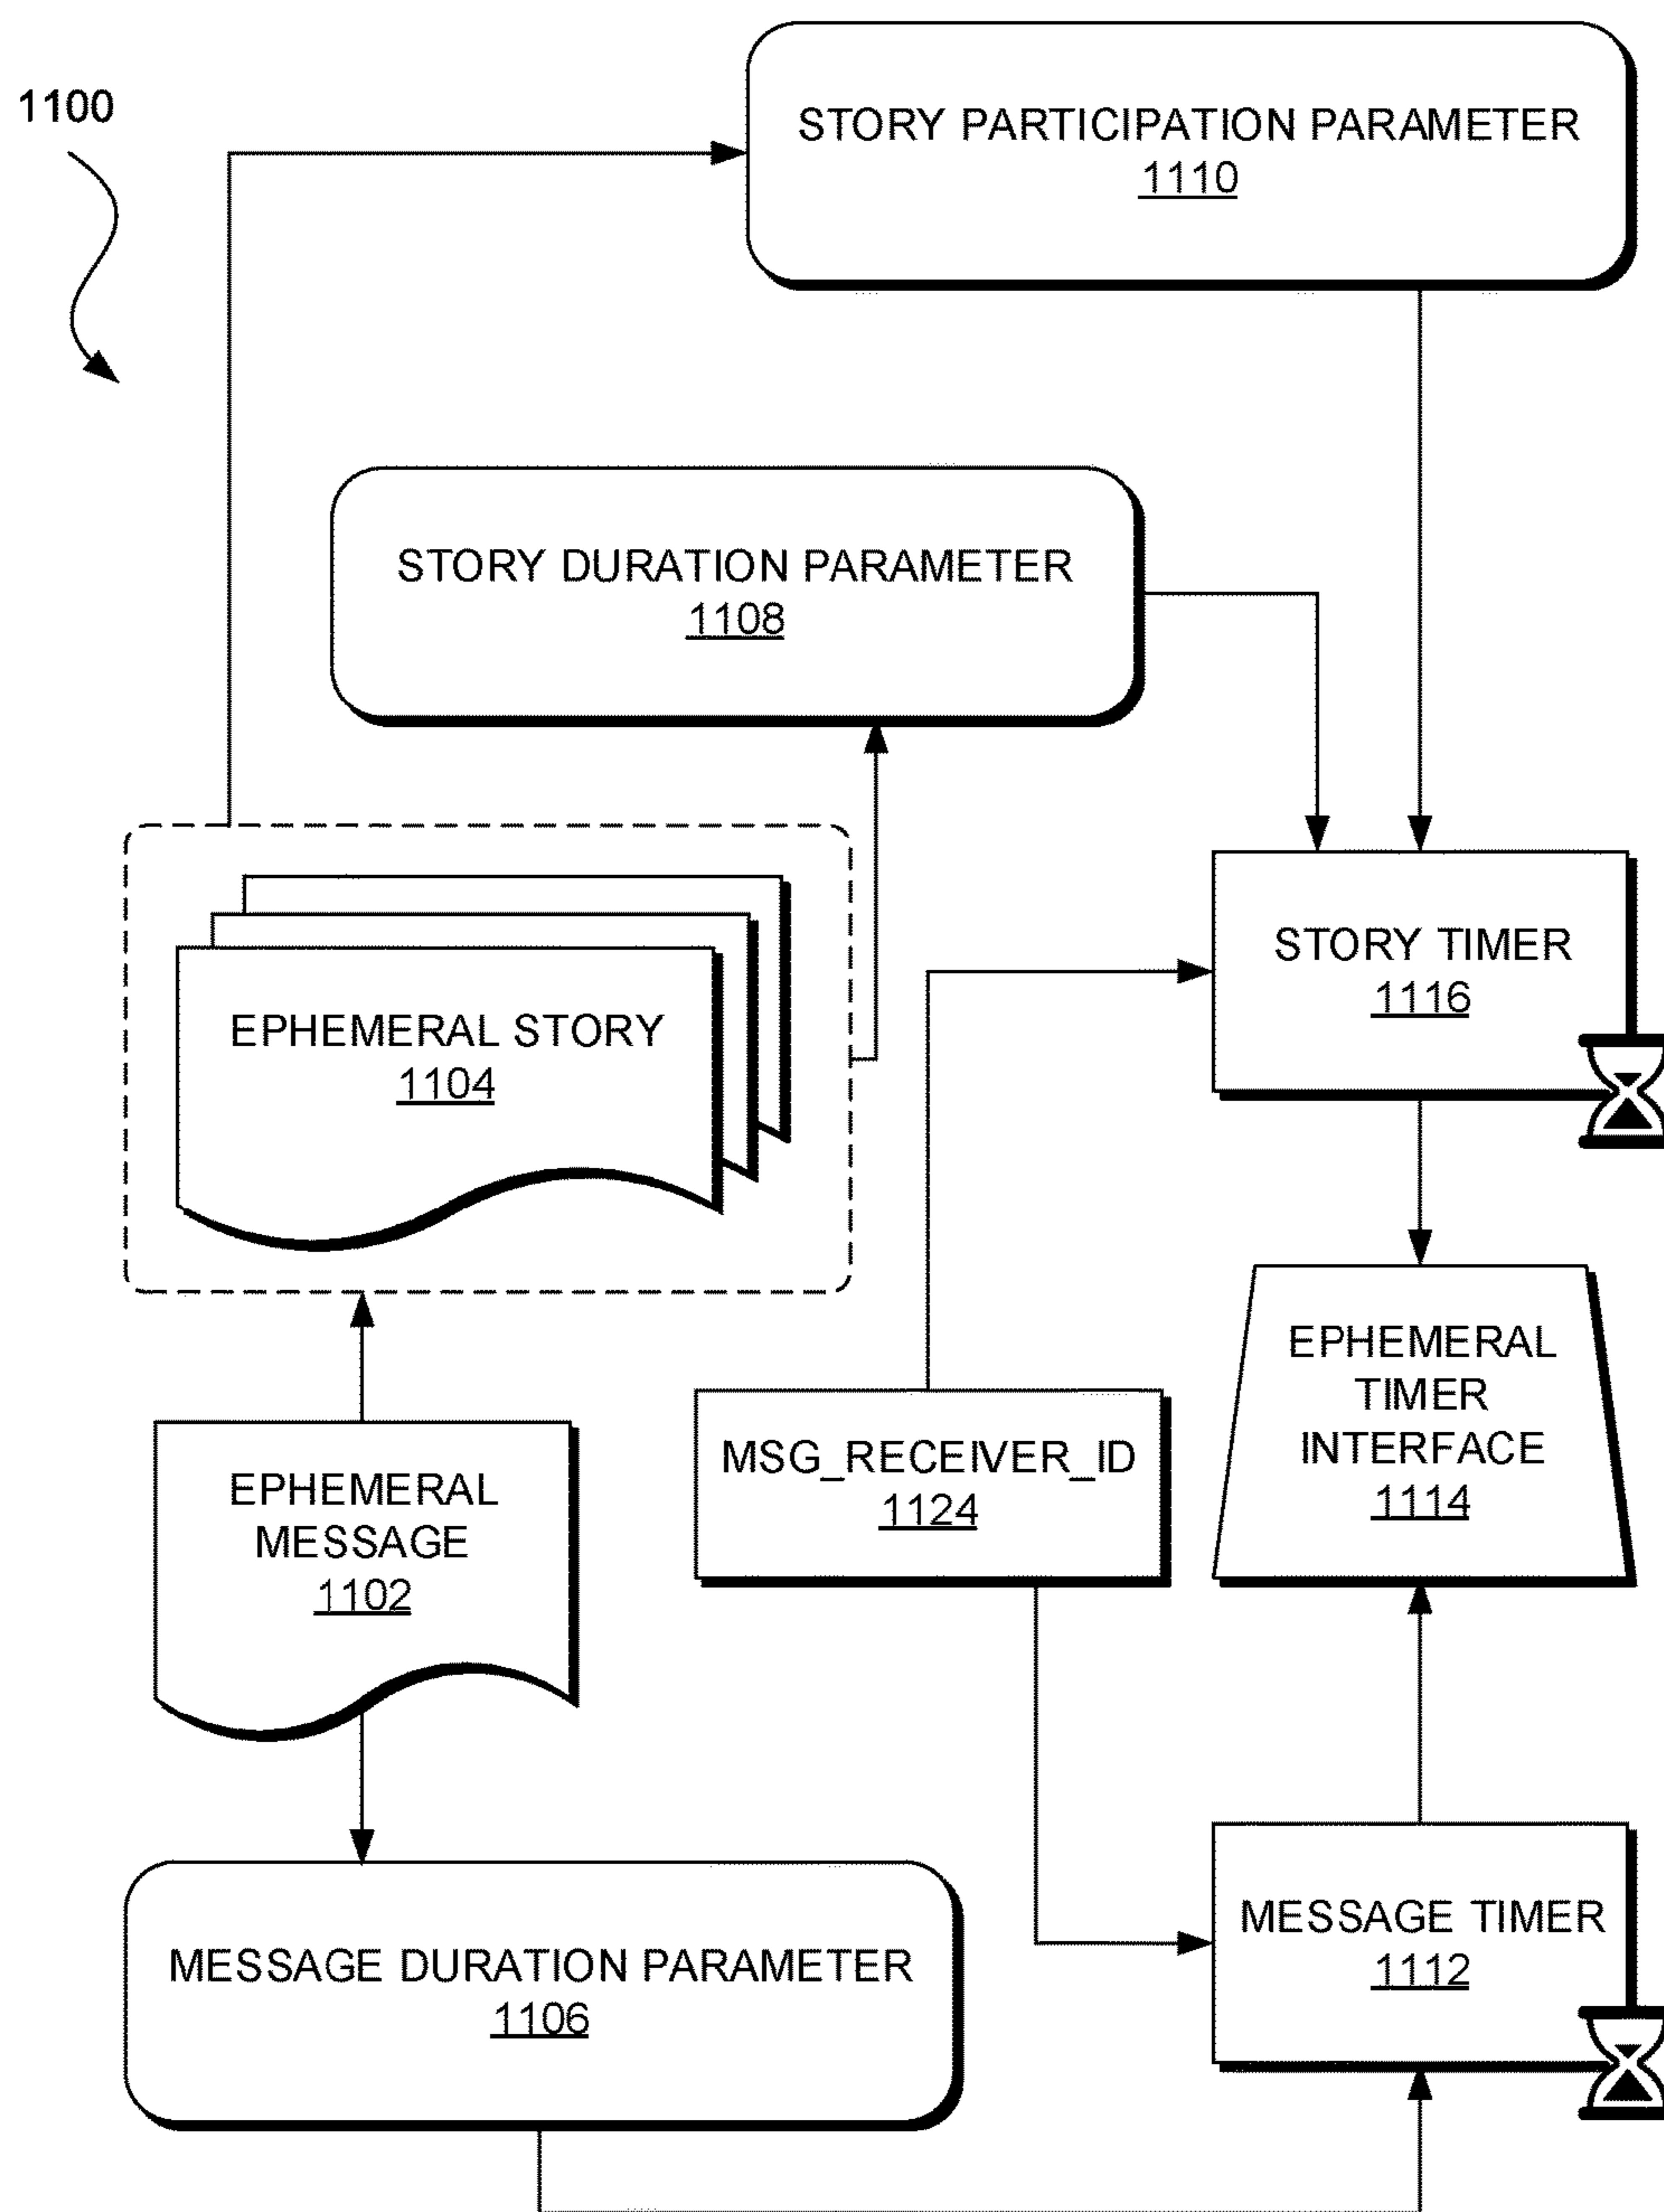 1100
STORY PARTICIPATION PARAMETER
1110
STORY DURATION PARAMETER
1108
STORY TIMER
1116
EPHEMERAL STORY
1104
EPHEMERAL
TIMER
INTERFACE
1114
MSG_RECEIVER_ID
1124
EPHEMERAL
MESSAGE
1102
MESSAGE TIMER
1112
MESSAGE DURATION PARAMETER
1106